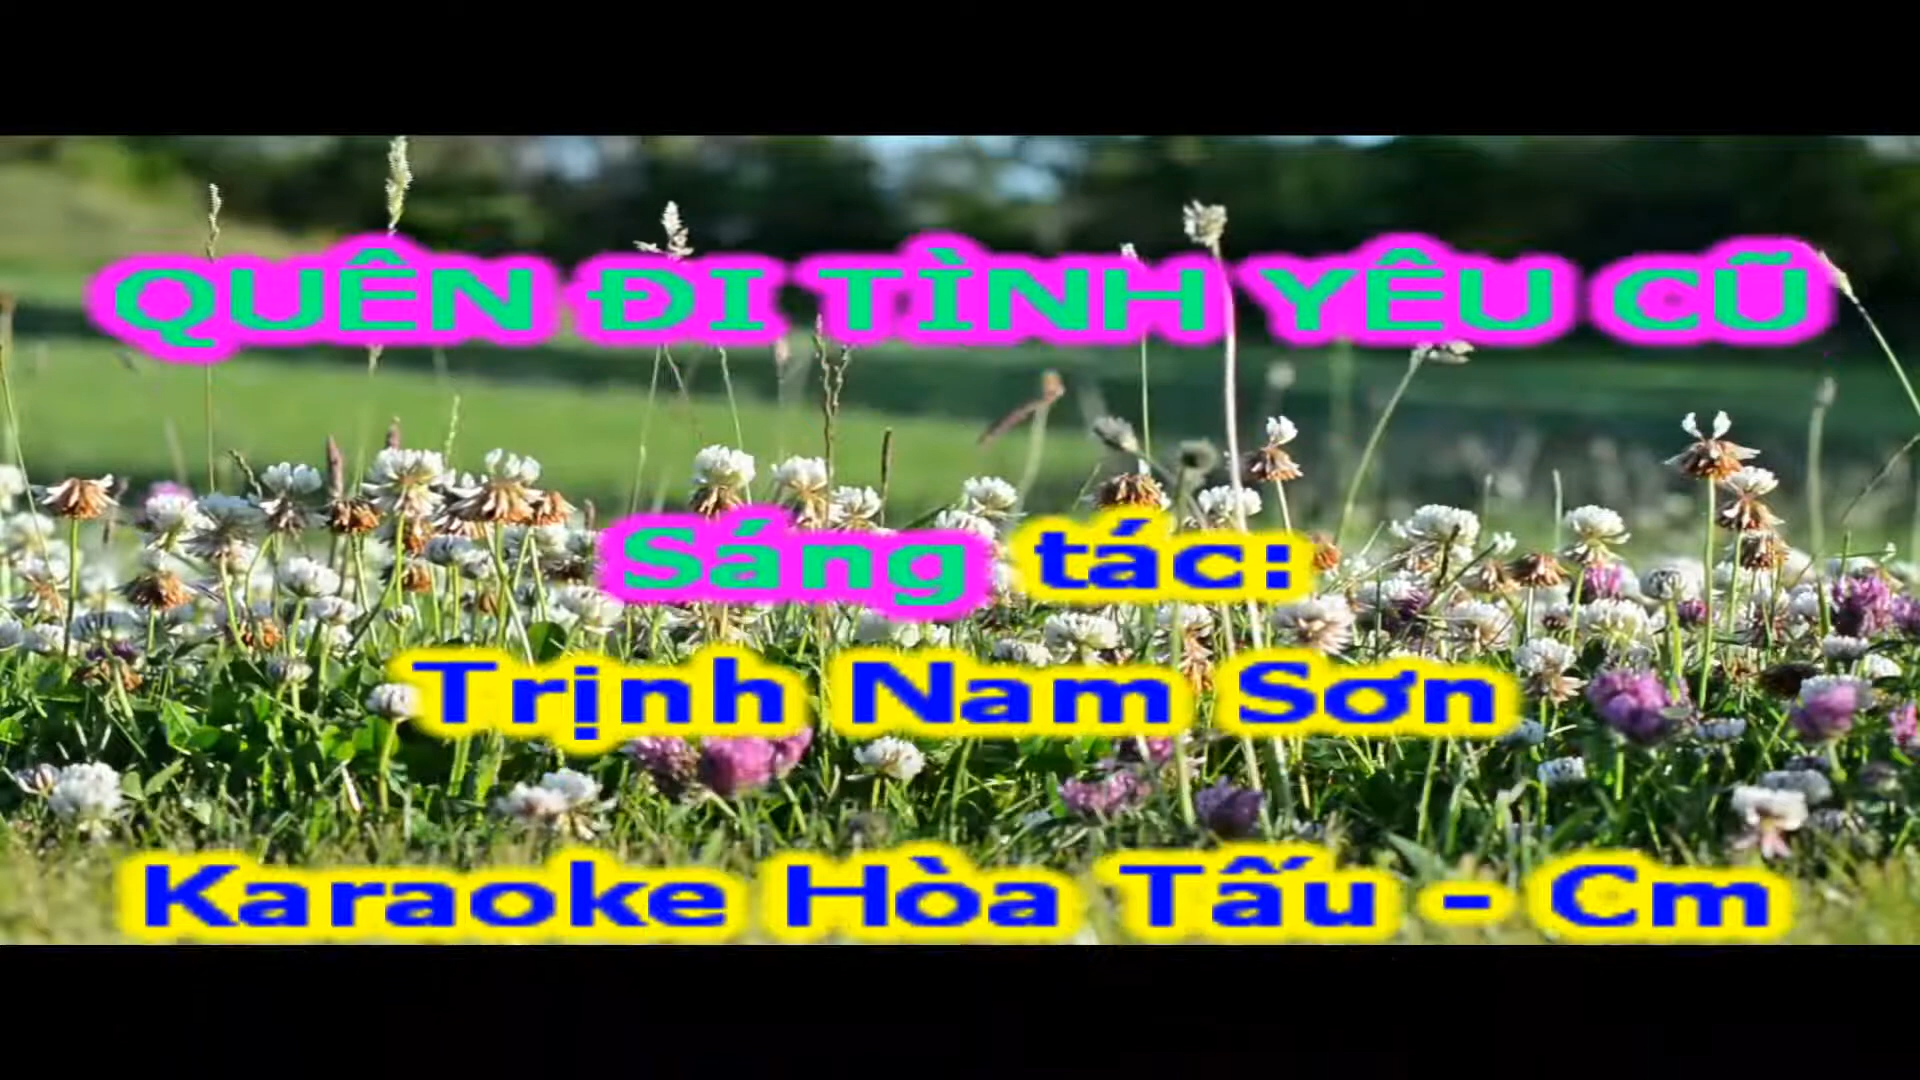 QUÊN ĐI TÌNH YÊU CŨ
Sáng tác:
Trịnh Nam Sơn
Karaoke Hòa Tấu - Cm